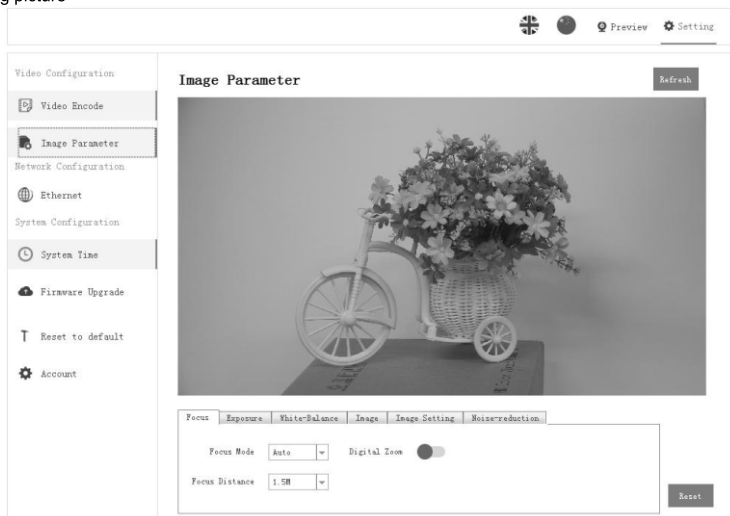 g picture
Preview Setting
Video Configuration
Image Parameter
Refresh
Video Encode
Image Parameter
Network Configuration
Ethernet
System Configuration
System Time
Firmware Upgrade
Reset to default
Account
Focus Exposure White-Balance Image Image Setting Noise-reduction
Focus Mode Auto Digital Zoom
Focus Distance 1.5M
Reset